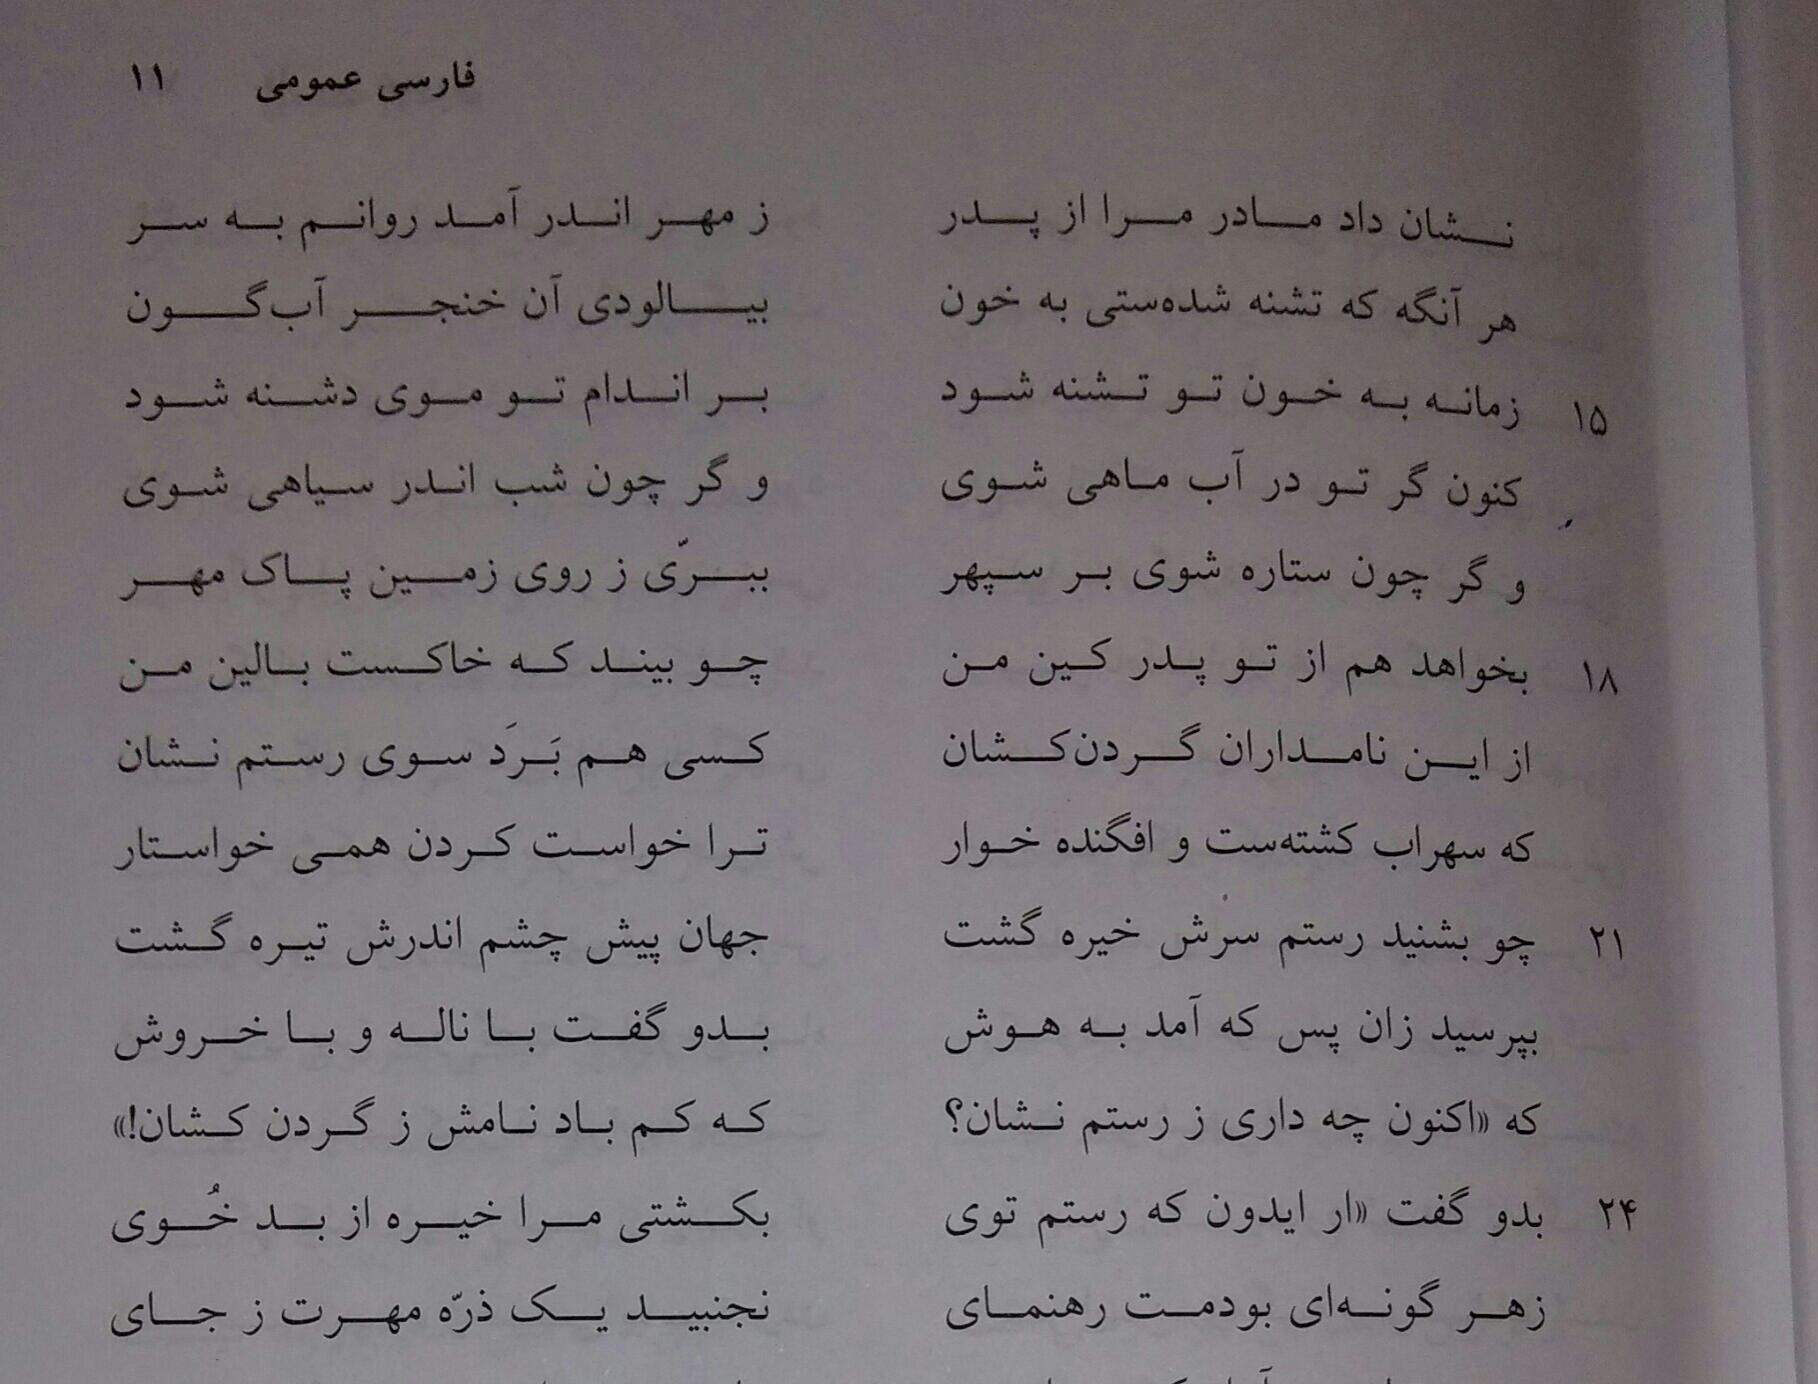 فارسی عمومی ۱۱
نشان داد مادر مرا از پدر ز مهر اندر آمد روانم به سر
هر آنگه که تشنه شده‌ستی به خون بیالودی آن خنجر آب‌گون
۱۵ زمانه به خون تو تشنه شود بر اندام تو موی دشنه شود
کنون گر تو در آب ماهی شوی و گر چون شب اندر سیاهی شوی
و گر چون ستاره شوی بر سپهر ببرّی ز روی زمین پاک مهر
۱۸ بخواهد هم از تو پدر کین من چو بیند که خاکست بالین من
از این نامداران گردن‌کشان کسی هم بَرَد سوی رستم نشان
که سهراب کشته‌ست و افگنده خوار ترا خواست کردن همی خواستار
۲۱ چو بشنید رستم سرش خیره گشت جهان پیش چشم اندرش تیره گشت
بپرسید زان پس که آمد به هوش بدو گفت با ناله و با خروش
که «اکنون چه داری ز رستم نشان؟ که کم باد نامش ز گردن کشان!»
۲۴ بدو گفت «ار ایدون که رستم توی بکشتی مرا خیره از بد خُوی
زهر گونه‌ای بودمت رهنمای نجنبید یک ذرّه مهرت ز جای